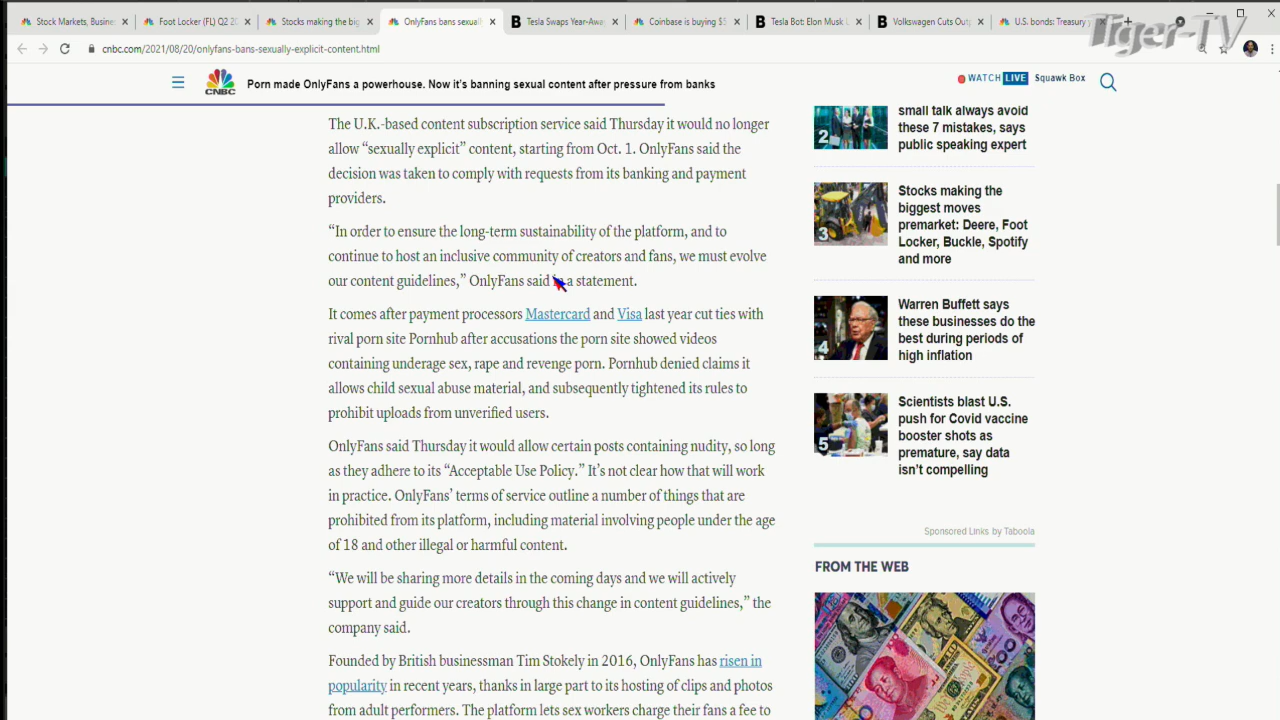 Stock Markets, Busine
Foot Locker (FL) Q2 20
Stocks making the big
OnlyFans bans sexuall
Tesla Swaps Year-Awa
Coinbase is buying $5
Tesla Bot: Elon Musk U
Volkswagen Cuts Outp
U.S. bonds: Treasury y
Tiger-TV
cnbc.com/2021/08/20/onlyfans-bans-sexually-explicit-content.html
CNBC
Porn made OnlyFans a powerhouse. Now it's banning sexual content after pressure from banks
WATCH LIVE Squawk Box
The U.K.-based content subscription service said Thursday it would no longer
allow “sexually explicit” content, starting from Oct. 1. OnlyFans said the
decision was taken to comply with requests from its banking and payment
providers.
“In order to ensure the long-term sustainability of the platform, and to
continue to host an inclusive community of creators and fans, we must evolve
our content guidelines,” OnlyFans said in a statement.
It comes after payment processors Mastercard and Visa last year cut ties with
rival porn site Pornhub after accusations the porn site showed videos
containing underage sex, rape and revenge porn. Pornhub denied claims it
allows child sexual abuse material, and subsequently tightened its rules to
prohibit uploads from unverified users.
OnlyFans said Thursday it would allow certain posts containing nudity, so long
as they adhere to its “Acceptable Use Policy.” It’s not clear how that will work
in practice. OnlyFans’ terms of service outline a number of things that are
prohibited from its platform, including material involving people under the age
of 18 and other illegal or harmful content.
“We will be sharing more details in the coming days and we will actively
support and guide our creators through this change in content guidelines,” the
company said.
Founded by British businessman Tim Stokely in 2016, OnlyFans has risen in
popularity in recent years, thanks in large part to its hosting of clips and photos
from adult performers. The platform lets sex workers charge their fans a fee to
2
small talk always avoid
these 7 mistakes, says
public speaking expert
3
Stocks making the
biggest moves
premarket: Deere, Foot
Locker, Buckle, Spotify
and more
4
Warren Buffett says
these businesses do the
best during periods of
high inflation
5
Scientists blast U.S.
push for Covid vaccine
booster shots as
premature, say data
isn't compelling
Sponsored Links by Taboola
FROM THE WEB